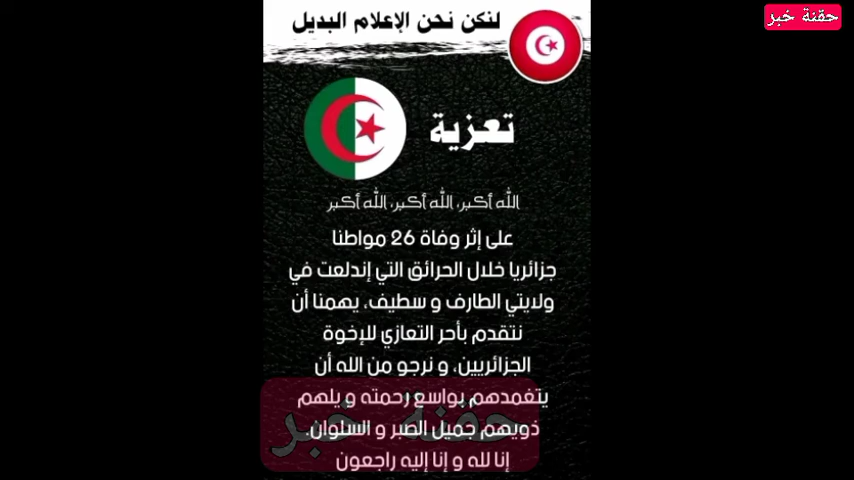 حقنة خبر
لنكن نحن الإعلام البديل
تعزية
الله أكبر، الله أكبر، الله أكبر
على إثر وفاة 26 مواطنا
جزائريا خلال الحرائق التي إندلعت في
ولايتي الطارف و سطيف، يهمنا أن
نتقدم بأحر التعازي للإخوة
الجزائريين، و نرجو من الله أن
يتغمدهم بواسع رحمته و يلهم
ذويهم جميل الصبر و السلوان.
إنا لله و إنا إليه راجعون
حقنة خبر